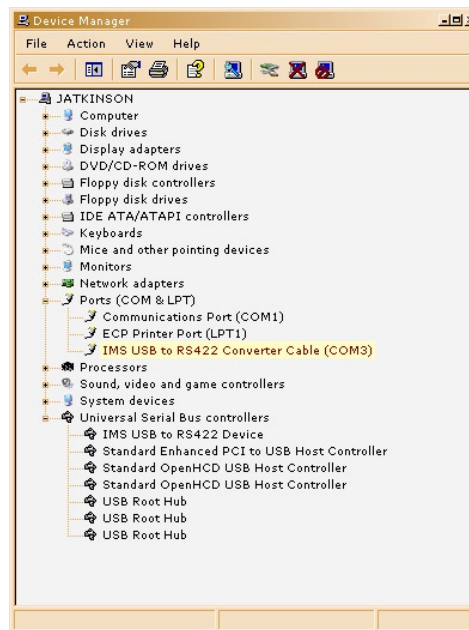 Device Manager
File Action View Help
JATKINSON
Computer
Disk drives
Display adapters
DVD/CD-ROM drives
Floppy disk controllers
Floppy disk drives
IDE ATA/ATAPI controllers
Keyboards
Mice and other pointing devices
Monitors
Network adapters
Ports (COM & LPT)
Communications Port (COM1)
ECP Printer Port (LPT1)
IMS USB to RS422 Converter Cable (COM3)
Processors
Sound, video and game controllers
System devices
Universal Serial Bus controllers
IMS USB to RS422 Device
Standard Enhanced PCI to USB Host Controller
Standard OpenHCD USB Host Controller
Standard OpenHCD USB Host Controller
USB Root Hub
USB Root Hub
USB Root Hub